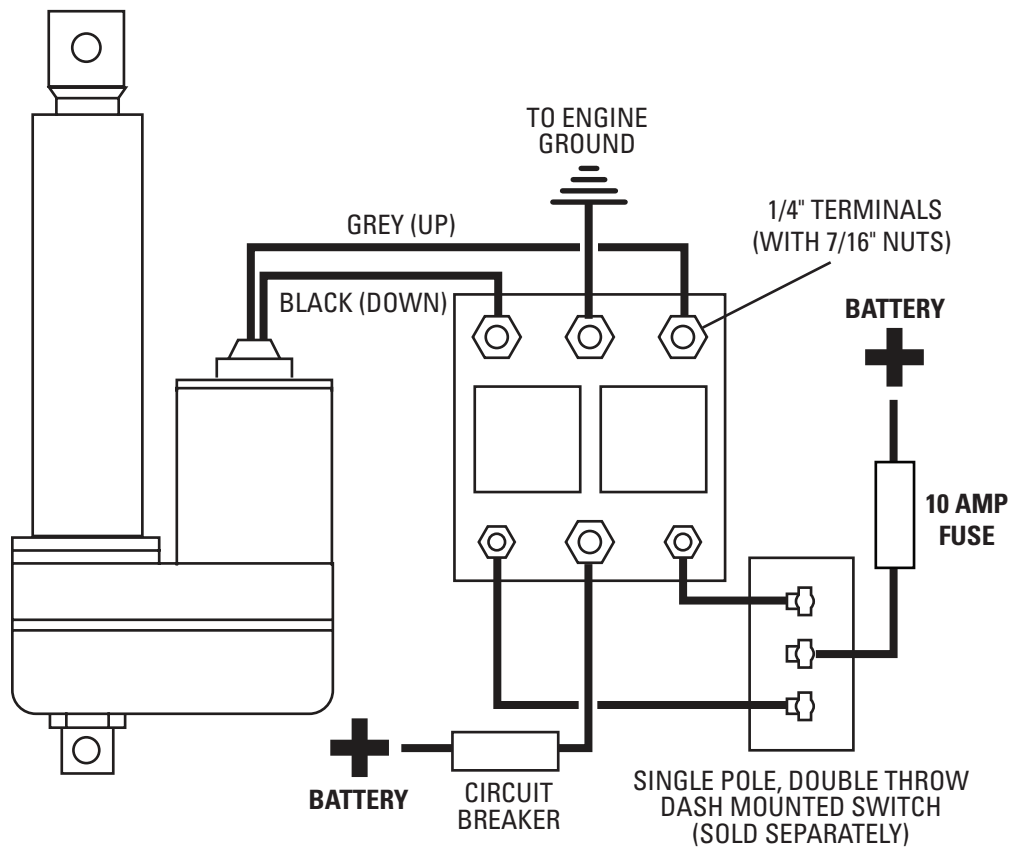 TO ENGINE
GROUND
GREY (UP)
1/4" TERMINALS
(WITH 7/16" NUTS)
BLACK (DOWN)
BATTERY
10 AMP
FUSE
BATTERY
CIRCUIT
BREAKER
SINGLE POLE, DOUBLE THROW
DASH MOUNTED SWITCH
(SOLD SEPARATELY)